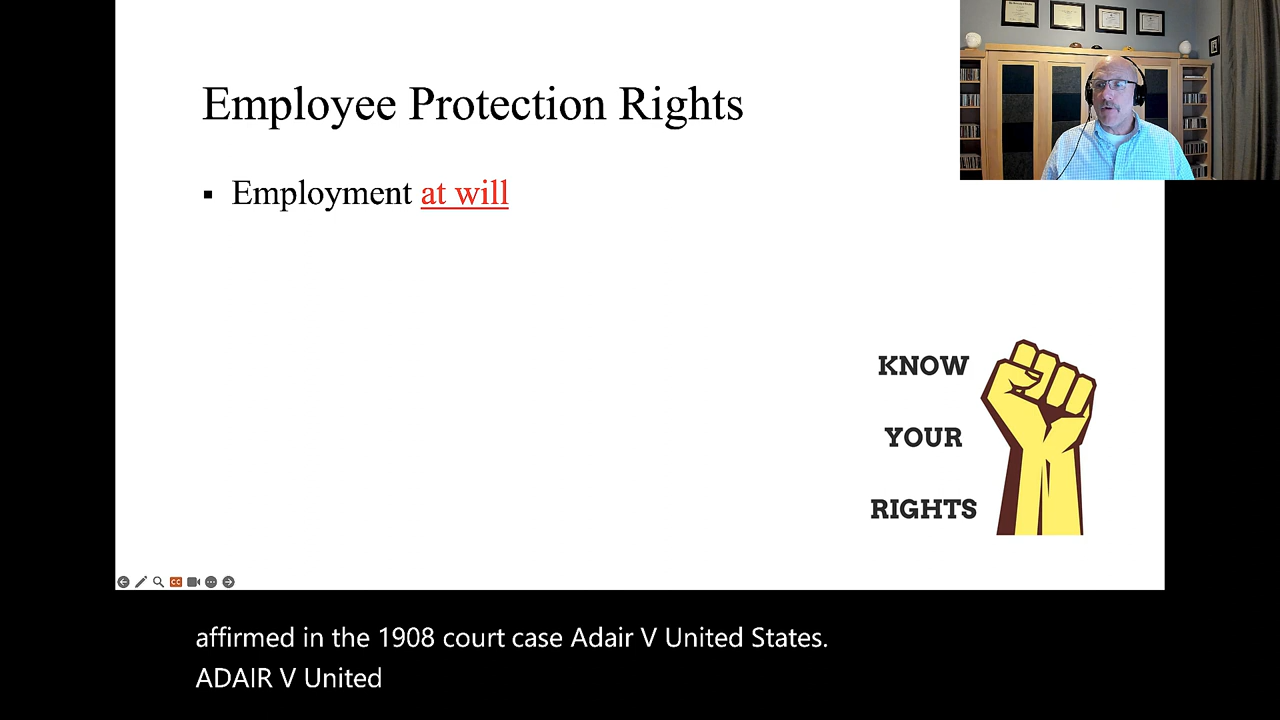 Employee Protection Rights
▪ Employment at will
KNOW
YOUR
RIGHTS
CC
affirmed in the 1908 court case Adair V United States.
ADAIR V United